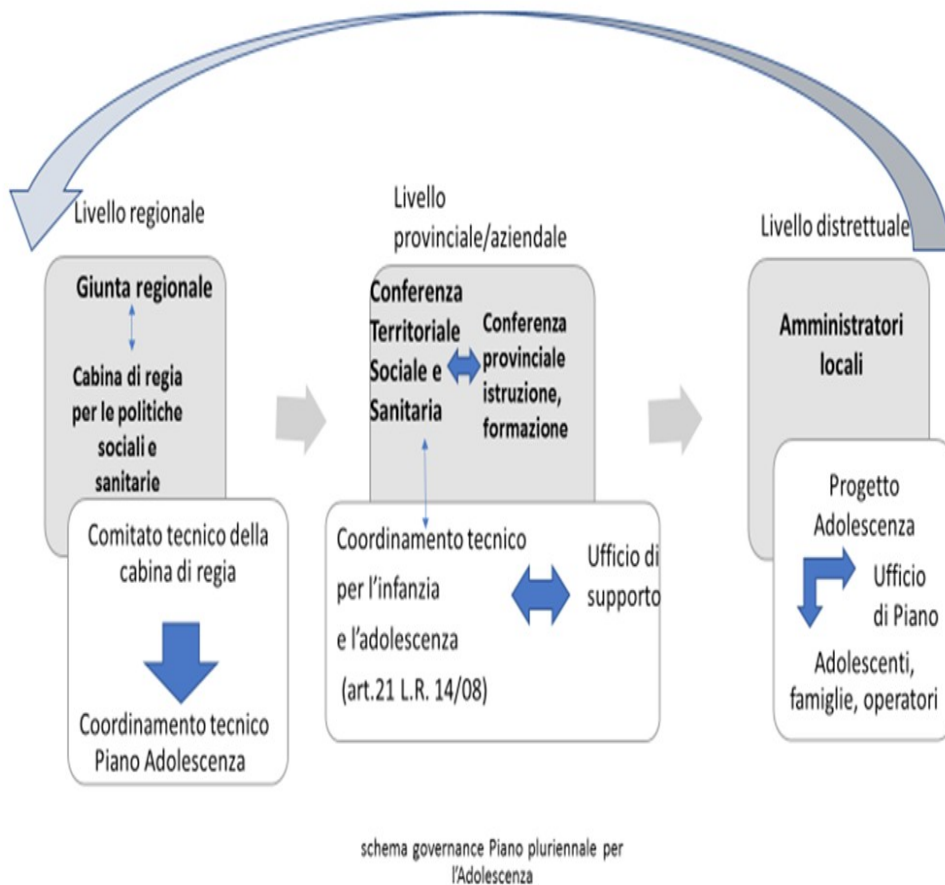 Livello regionale
Giunta regionale
Cabina di regia
per le politiche
sociali e
sanitarie
Comitato tecnico della
cabina di regia
Coordinamento tecnico
Piano Adolescenza
Livello
provinciale/aziendale
Conferenza
Territoriale
Sociale e
Sanitaria
Conferenza
provinciale
istruzione,
formazione
Coordinamento tecnico
per l'infanzia
e l'adolescenza
(art.21 L.R. 14/08)
Ufficio di
supporto
Livello distrettuale
Amministratori
locali
Progetto
Adolescenza
Ufficio
di Piano
Adolescenti,
famiglie, operatori
schema governance Piano pluriennale per
l'Adolescenza